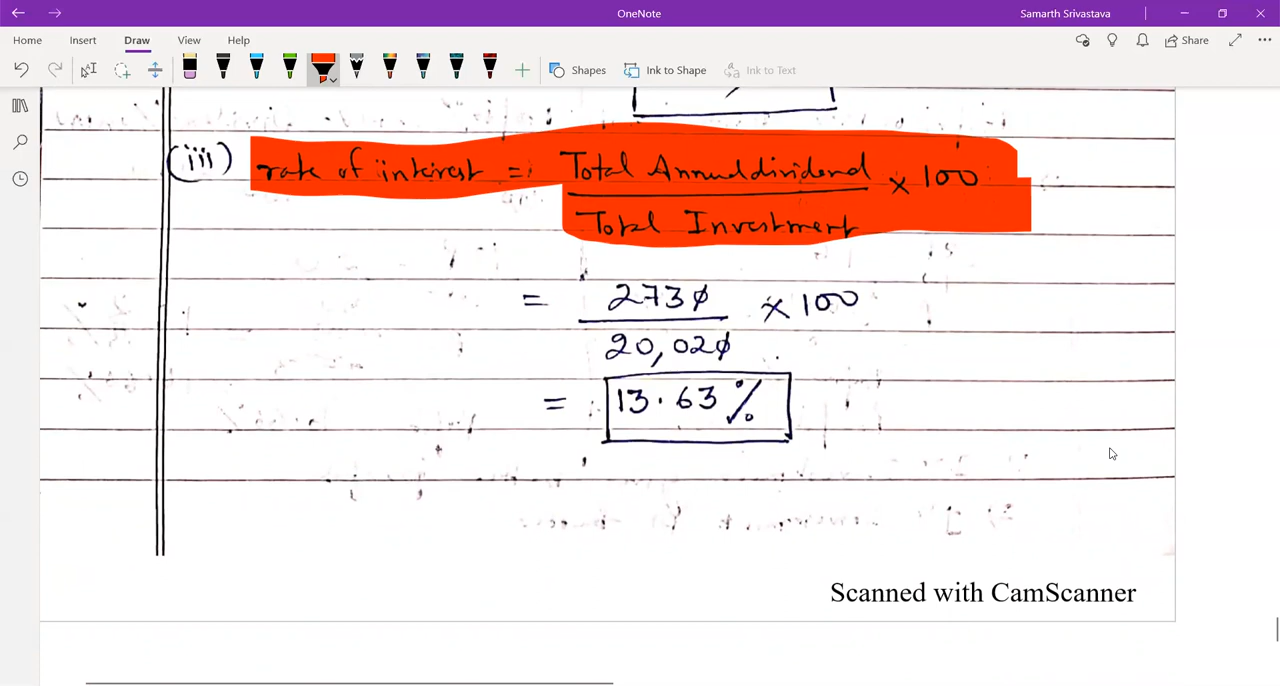 OneNote
Samarth Srivastava
Home Insert Draw View Help
Share
Shapes Ink to Shape Ink to Text
(iii) rate of interest = Total Annual dividend × 100
Total Investment
= 2730 × 100
20,020
= 13.63 %
Scanned with CamScanner